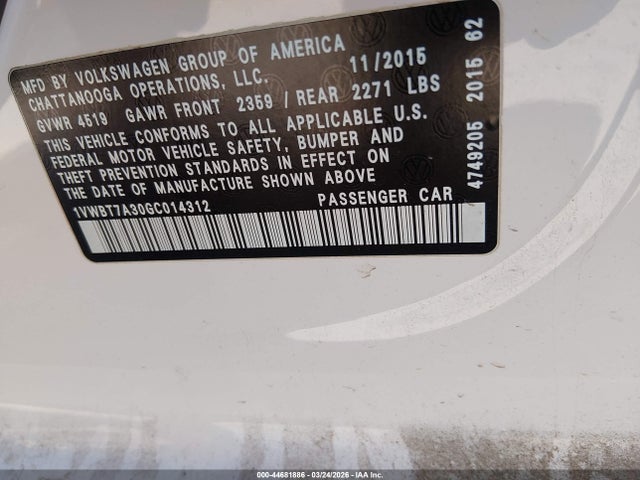 MFD BY VOLKSWAGEN GROUP OF AMERICA 11/2015
CHATTANOOGA OPERATIONS, LLC.
GVWR 4519 GAWR FRONT 2359 / REAR 2271 LBS
THIS VEHICLE CONFORMS TO ALL APPLICABLE U.S.
FEDERAL MOTOR VEHICLE SAFETY, BUMPER AND
THEFT PREVENTION STANDARDS IN EFFECT ON
THE DATE OF MANUFACTURE SHOWN ABOVE
1VWBT7A30GC014312 PASSENGER CAR
4749205 2015 62
000-44681886 - 03/24/2026 - IAA Inc.